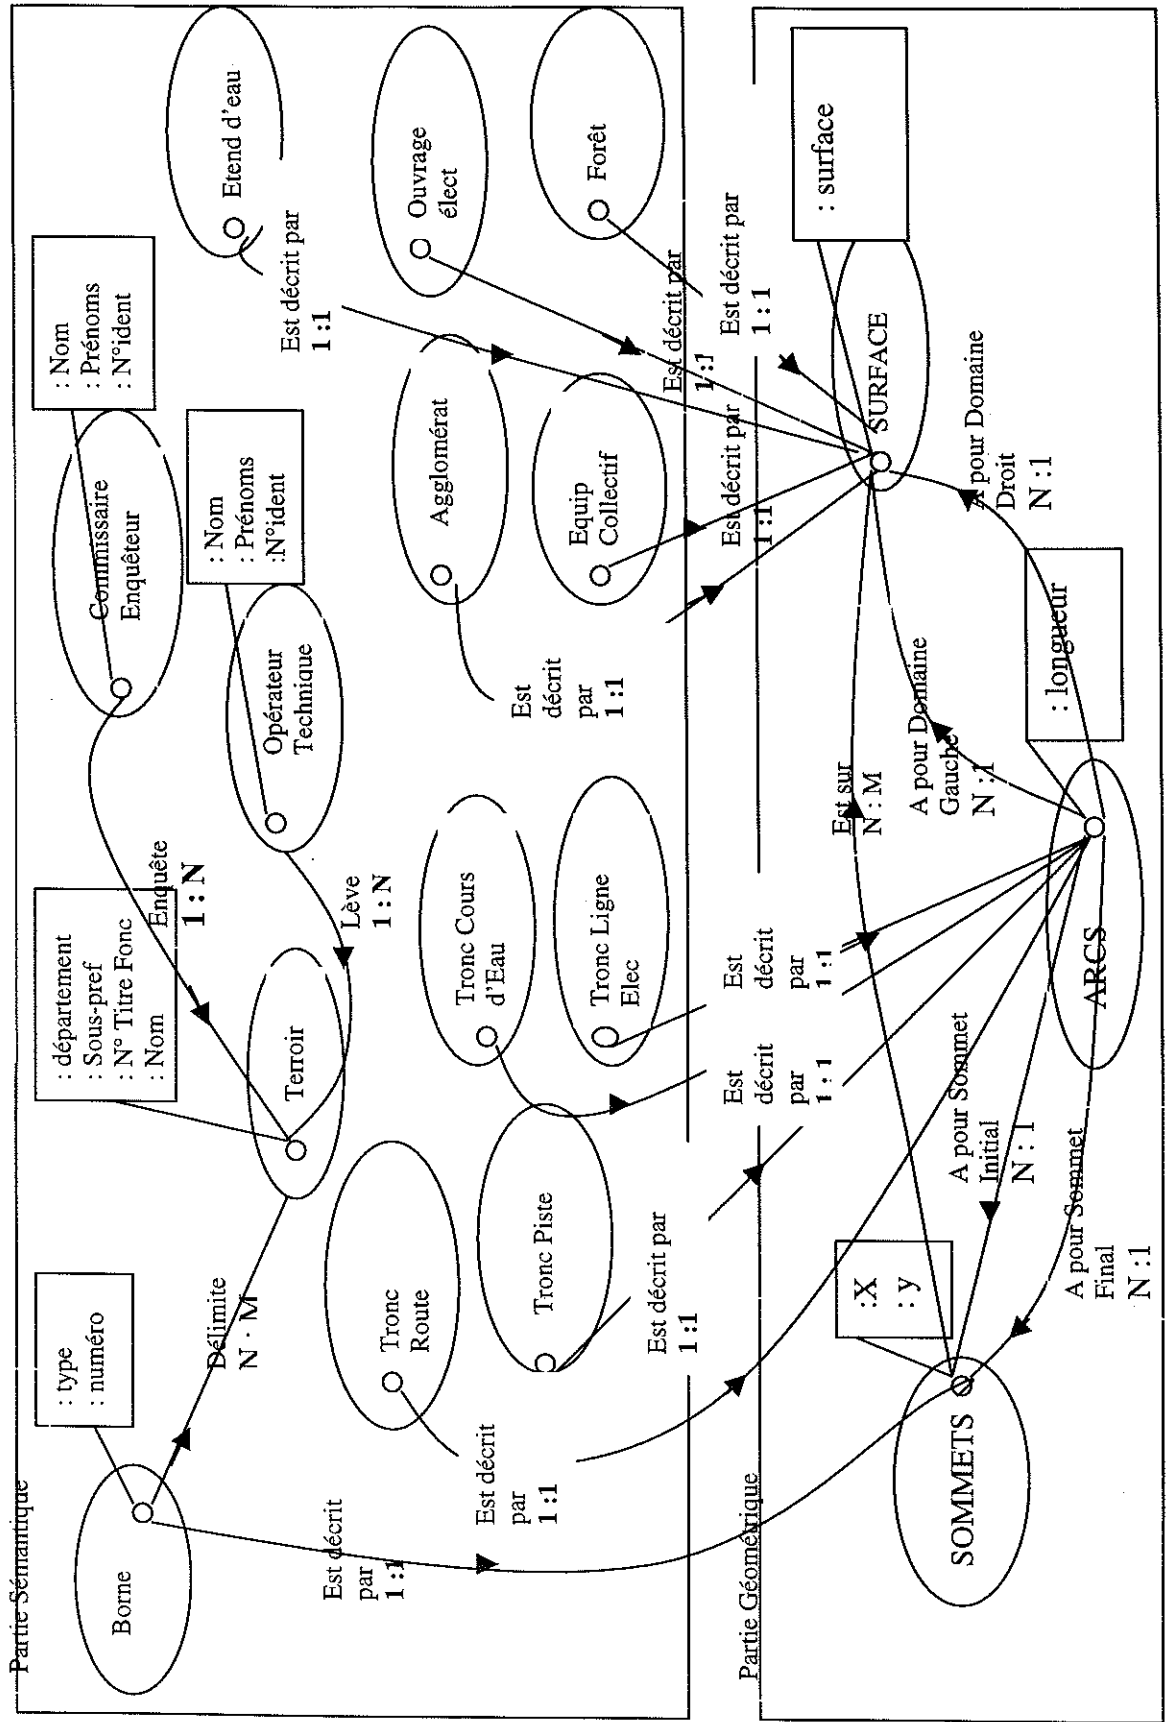 Partie Sémantique
Borne
: type
: numéro
Délimite
N : M
Est décrit
par
1 :1
: département
: Sous-pref
: N° Titre Fonc
: Nom
Terroir
Enquête
1 : N
Lève
1 : N
Commissaire
Enquêteur
: Nom
: Prénoms
: N°ident
Opérateur
Technique
: Nom
: Prénoms
:N°ident
Etend d'eau
Est décrit par
1 :1
Tronc
Route
Est décrit
par
1 :1
Tronc Piste
Est décrit par
1 :1
Tronc Cours
d'Eau
Est
décrit
par
1 : 1
Tronc Ligne
Elec
Est
décrit
par
1 :1
Agglomérat
Est
décrit
par
1 :1
Equip
Collectif
Est décrit par
1 :1
Ouvrage
élect
Est décrit par
1 :1
Forêt
Est décrit par
1 : 1
Partie Géométrique
SOMMETS
:X
: y
A pour Sommet
Initial
N : 1
A pour Sommet
Final
N :1
Est sur
N : M
A pour Domaine
Gauche
N :1
ARCS
: longueur
A pour Domaine
Droit
N :1
SURFACE
: surface